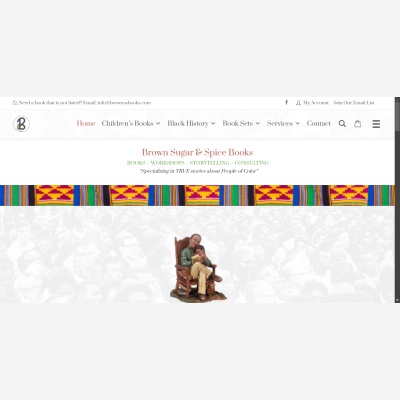 Need a book that is not listed? Email: info@brownsbooks.com
My Account Join Our Email List
Home Children's Books Black History Book Sets Services Contact
Brown Sugar & Spice Books
BOOKS - WORKSHOPS - STORYTELLING - CONSULTING
"Specializing in TRUE stories about People of Color"